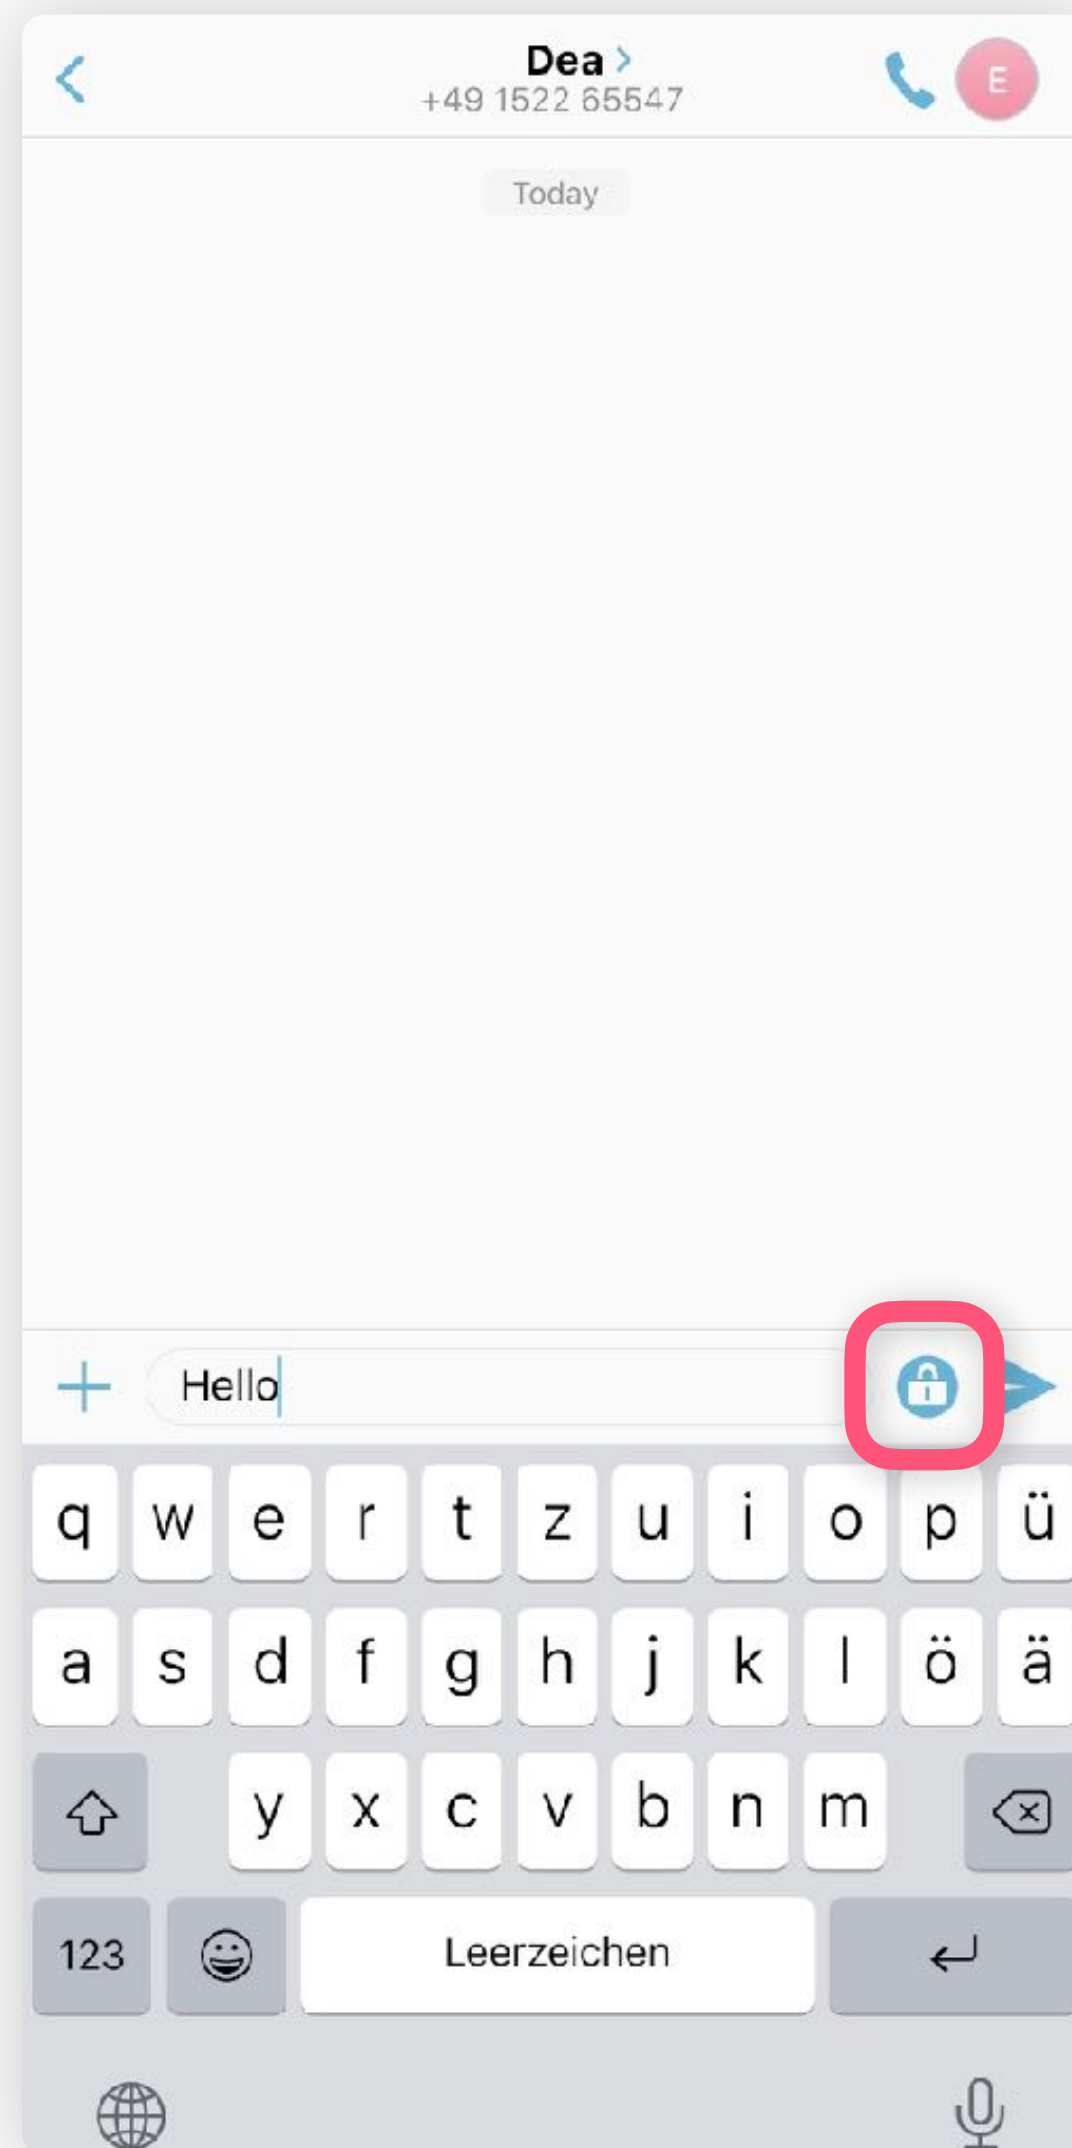 Dea
+49 1522 65547
E
Today
Hello
q w e r t z u i o p ü
a s d f g h j k l ö ä
y x c v b n m
123 Leerzeichen